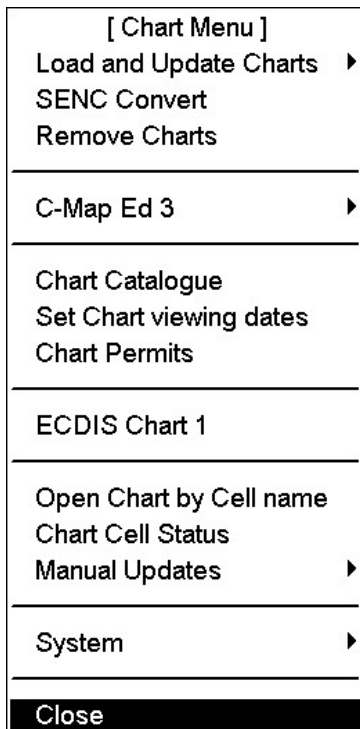 [ Chart Menu ]
Load and Update Charts
SENC Convert
Remove Charts
C-Map Ed 3
Chart Catalogue
Set Chart viewing dates
Chart Permits
ECDIS Chart 1
Open Chart by Cell name
Chart Cell Status
Manual Updates
System
Close